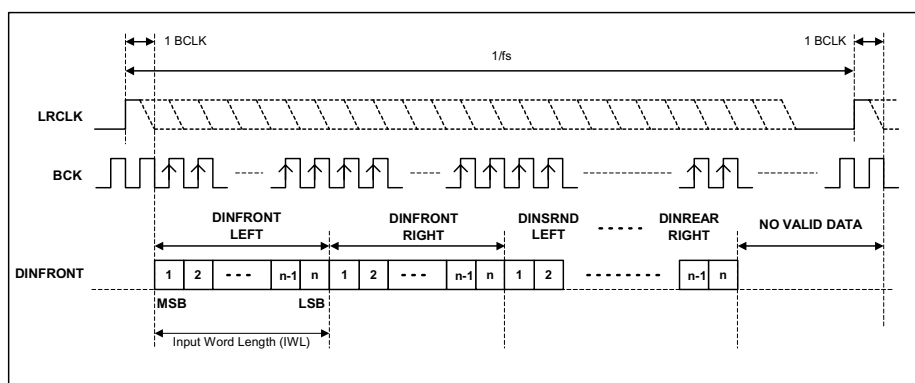 1 BCLK 1 BCLK
1/fs
LRCLK
BCK
DINFRONT LEFT
DINFRONT RIGHT
DINSRND LEFT
DINREAR RIGHT
NO VALID DATA
DINFRONT
1 2 n-1 n 1 2 n-1 n 1 2 n-1 n
MSB LSB
Input Word Length (IWL)